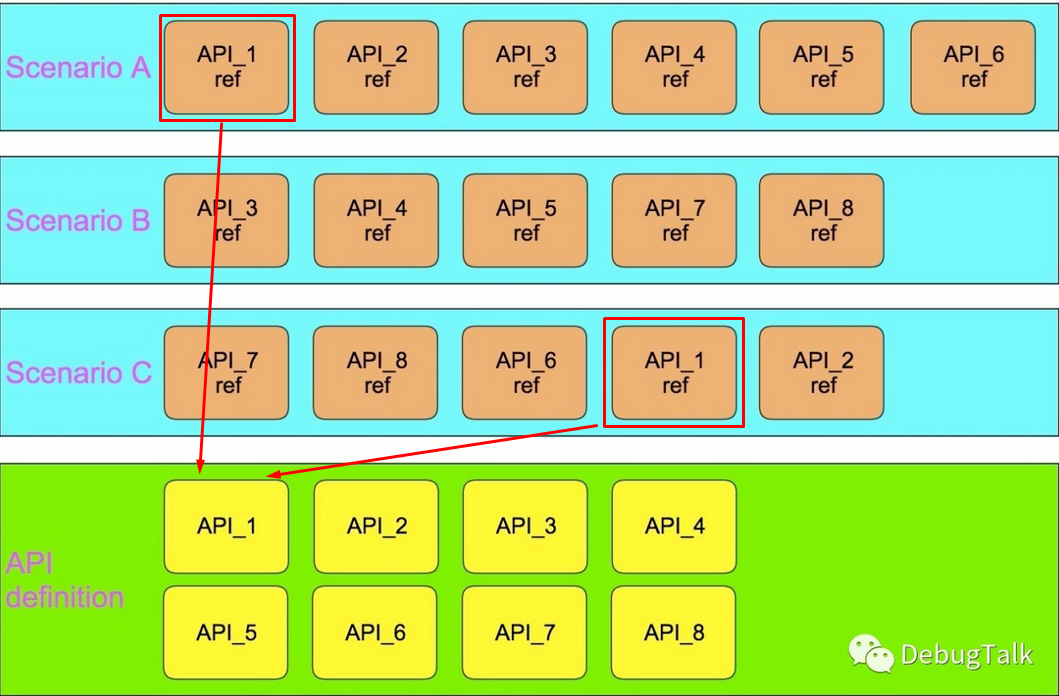 Scenario A
API_1
ref
API_2
ref
API_3
ref
API_4
ref
API_5
ref
API_6
ref
Scenario B
API_3
ref
API_4
ref
API_5
ref
API_7
ref
API_8
ref
Scenario C
API_7
ref
API_8
ref
API_6
ref
API_1
ref
API_2
ref
API
definition
API_1
API_2
API_3
API_4
API_5
API_6
API_7
API_8
DebugTalk